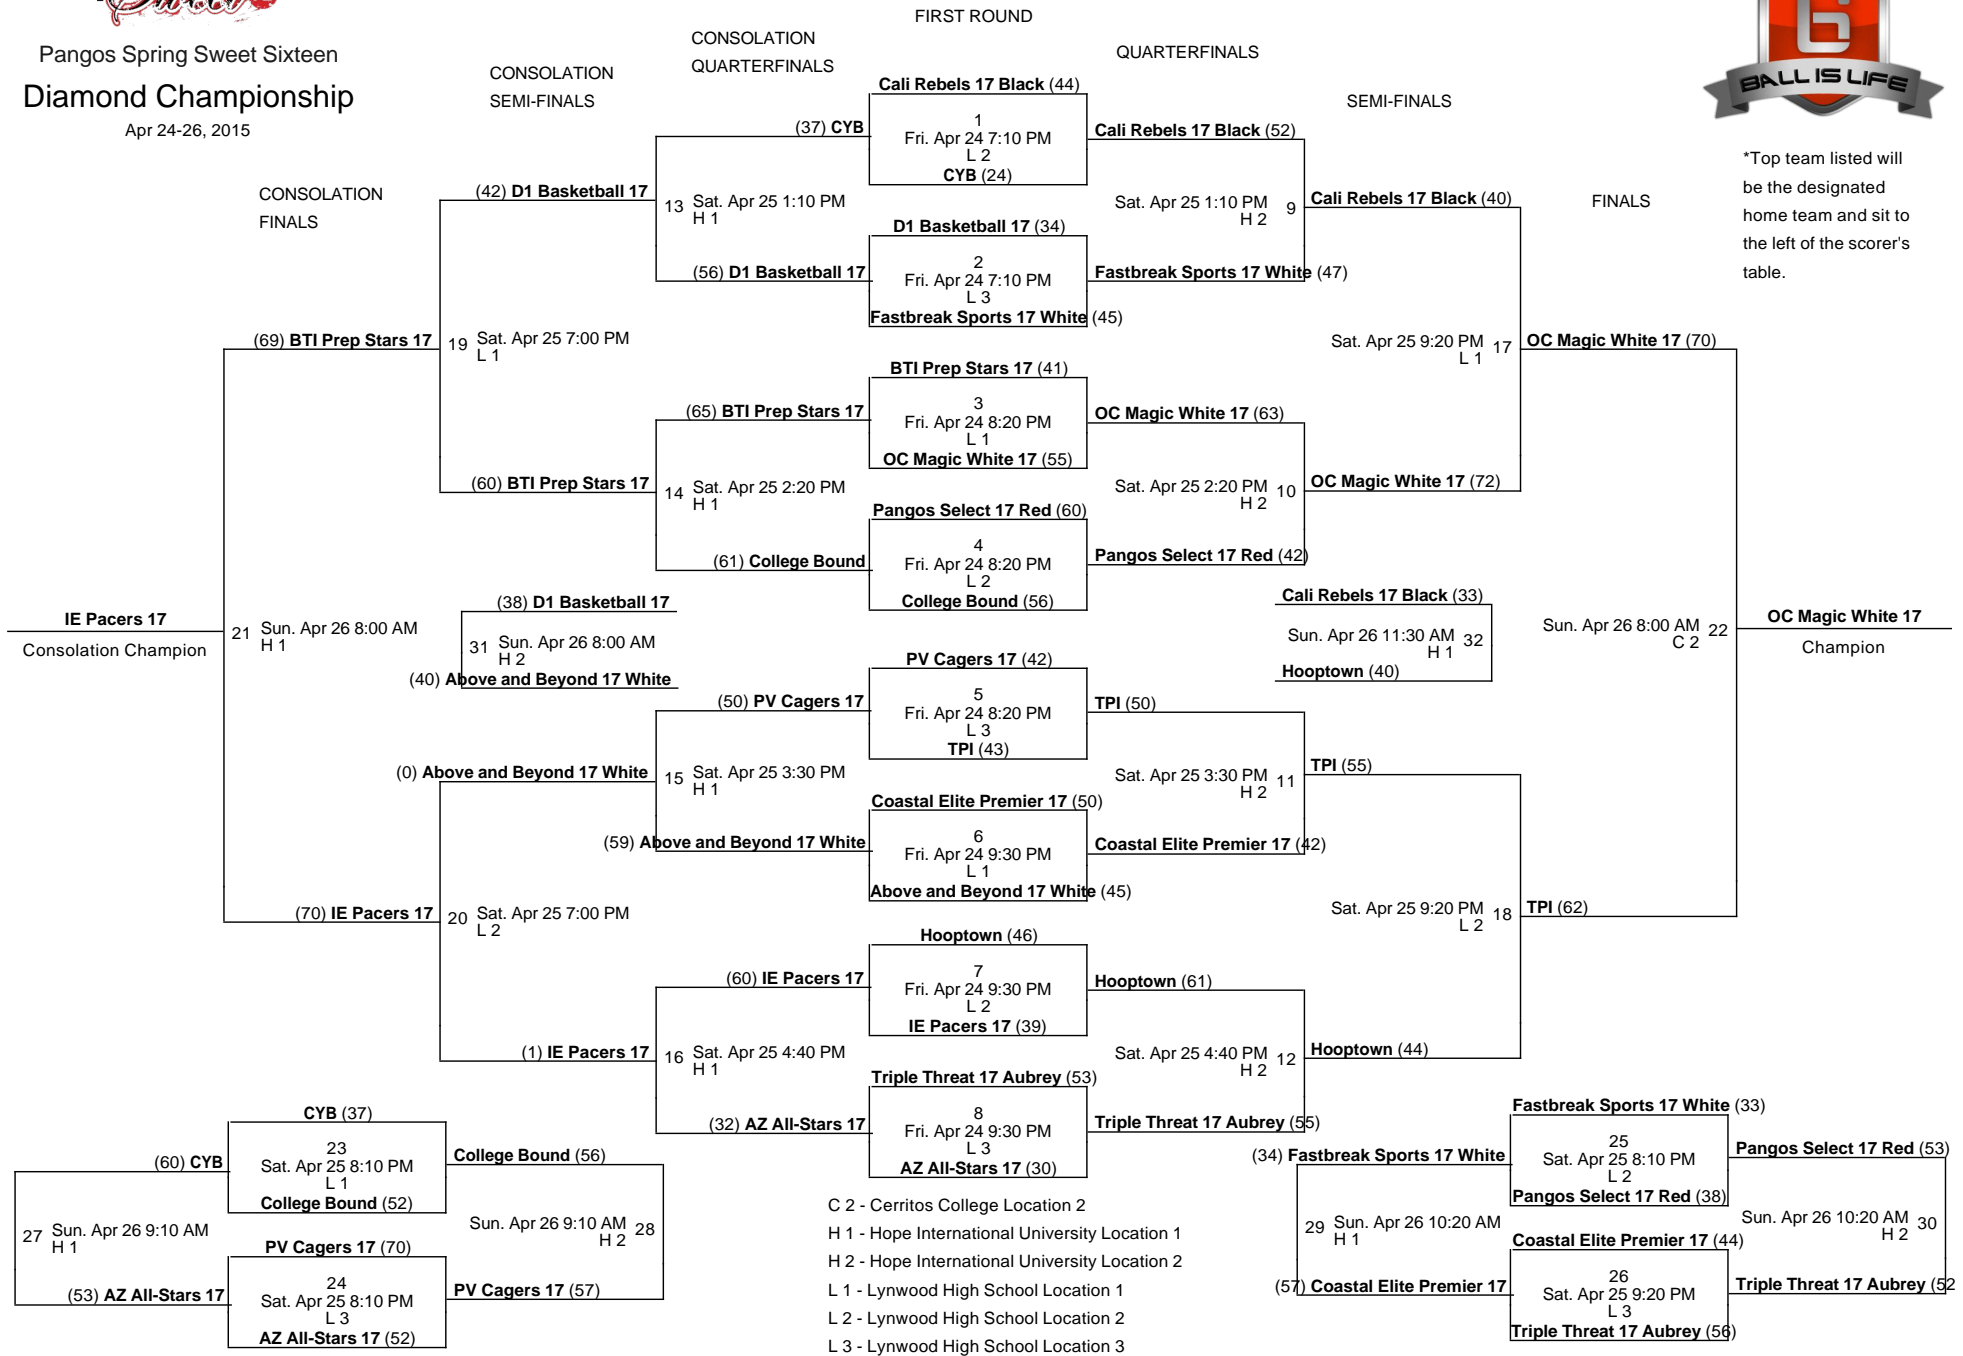 Sweet
Pangos Spring Sweet Sixteen
Diamond Championship
Apr 24-26, 2015
BALL IS LIFE
*Top team listed will
be the designated
home team and sit to
the left of the scorer's
table.
CONSOLATION
FINALS
CONSOLATION
SEMI-FINALS
CONSOLATION
QUARTERFINALS
FIRST ROUND
QUARTERFINALS
SEMI-FINALS
FINALS
Cali Rebels 17 Black (44)
1
Fri. Apr 24 7:10 PM
L 2
CYB (24)
D1 Basketball 17 (34)
2
Fri. Apr 24 7:10 PM
L 3
Fastbreak Sports 17 White (45)
BTI Prep Stars 17 (41)
3
Fri. Apr 24 8:20 PM
L 1
OC Magic White 17 (55)
Pangos Select 17 Red (60)
4
Fri. Apr 24 8:20 PM
L 2
College Bound (56)
PV Cagers 17 (42)
5
Fri. Apr 24 8:20 PM
L 3
TPI (43)
Coastal Elite Premier 17 (50)
6
Fri. Apr 24 9:30 PM
L 1
Above and Beyond 17 White (45)
Hooptown (46)
7
Fri. Apr 24 9:30 PM
L 2
IE Pacers 17 (39)
Triple Threat 17 Aubrey (53)
8
Fri. Apr 24 9:30 PM
L 3
AZ All-Stars 17 (30)
Cali Rebels 17 Black (52)
Sat. Apr 25 1:10 PM 9
H 2
Fastbreak Sports 17 White (47)
OC Magic White 17 (63)
Sat. Apr 25 2:20 PM 10
H 2
Pangos Select 17 Red (42)
TPI (50)
Sat. Apr 25 3:30 PM 11
H 2
Coastal Elite Premier 17 (42)
Hooptown (61)
Sat. Apr 25 4:40 PM 12
H 2
Triple Threat 17 Aubrey (55)
Cali Rebels 17 Black (40)
Sat. Apr 25 9:20 PM 17
L 1
OC Magic White 17 (72)
TPI (55)
Sat. Apr 25 9:20 PM 18
L 2
Hooptown (44)
Cali Rebels 17 Black (33)
Sun. Apr 26 11:30 AM 32
H 1
Hooptown (40)
OC Magic White 17 (70)
Sun. Apr 26 8:00 AM 22
C 2
TPI (62)
OC Magic White 17
Champion
(37) CYB
13 Sat. Apr 25 1:10 PM
H 1
(56) D1 Basketball 17
(65) BTI Prep Stars 17
14 Sat. Apr 25 2:20 PM
H 1
(61) College Bound
(50) PV Cagers 17
15 Sat. Apr 25 3:30 PM
H 1
(59) Above and Beyond 17 White
(60) IE Pacers 17
16 Sat. Apr 25 4:40 PM
H 1
(32) AZ All-Stars 17
(42) D1 Basketball 17
19 Sat. Apr 25 7:00 PM
L 1
(60) BTI Prep Stars 17
(0) Above and Beyond 17 White
20 Sat. Apr 25 7:00 PM
L 2
(1) IE Pacers 17
(38) D1 Basketball 17
31 Sun. Apr 26 8:00 AM
H 2
(40) Above and Beyond 17 White
(69) BTI Prep Stars 17
21 Sun. Apr 26 8:00 AM
H 1
(70) IE Pacers 17
IE Pacers 17
Consolation Champion
CYB (37)
23
Sat. Apr 25 8:10 PM
L 1
College Bound (52)
PV Cagers 17 (70)
24
Sat. Apr 25 8:10 PM
L 3
AZ All-Stars 17 (52)
(60) CYB
27 Sun. Apr 26 9:10 AM
H 1
(53) AZ All-Stars 17
College Bound (56)
Sun. Apr 26 9:10 AM 28
H 2
PV Cagers 17 (57)
C 2 - Cerritos College Location 2
H 1 - Hope International University Location 1
H 2 - Hope International University Location 2
L 1 - Lynwood High School Location 1
L 2 - Lynwood High School Location 2
L 3 - Lynwood High School Location 3
Fastbreak Sports 17 White (33)
25
Sat. Apr 25 8:10 PM
L 2
Pangos Select 17 Red (38)
Coastal Elite Premier 17 (44)
26
Sat. Apr 25 9:20 PM
L 3
Triple Threat 17 Aubrey (56)
(34) Fastbreak Sports 17 White
29 Sun. Apr 26 10:20 AM
H 1
(57) Coastal Elite Premier 17
Pangos Select 17 Red (53)
Sun. Apr 26 10:20 AM 30
H 2
Triple Threat 17 Aubrey (52